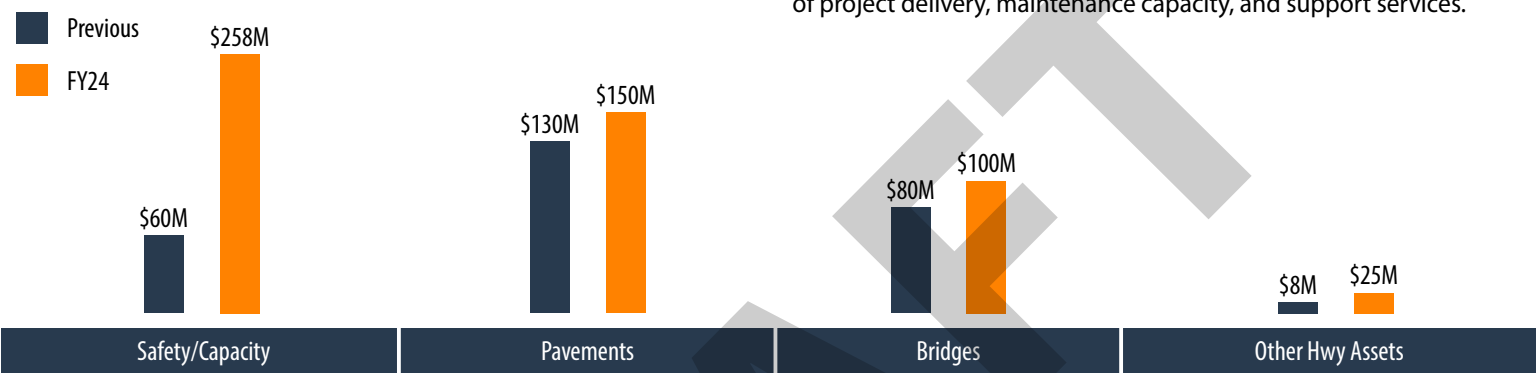 of project delivery, maintenance capacity, and support services.
Previous
FY24
$258M
$60M
$130M
$150M
$80M
$100M
$8M
$25M
Safety/Capacity
Pavements
Bridges
Other Hwy Assets